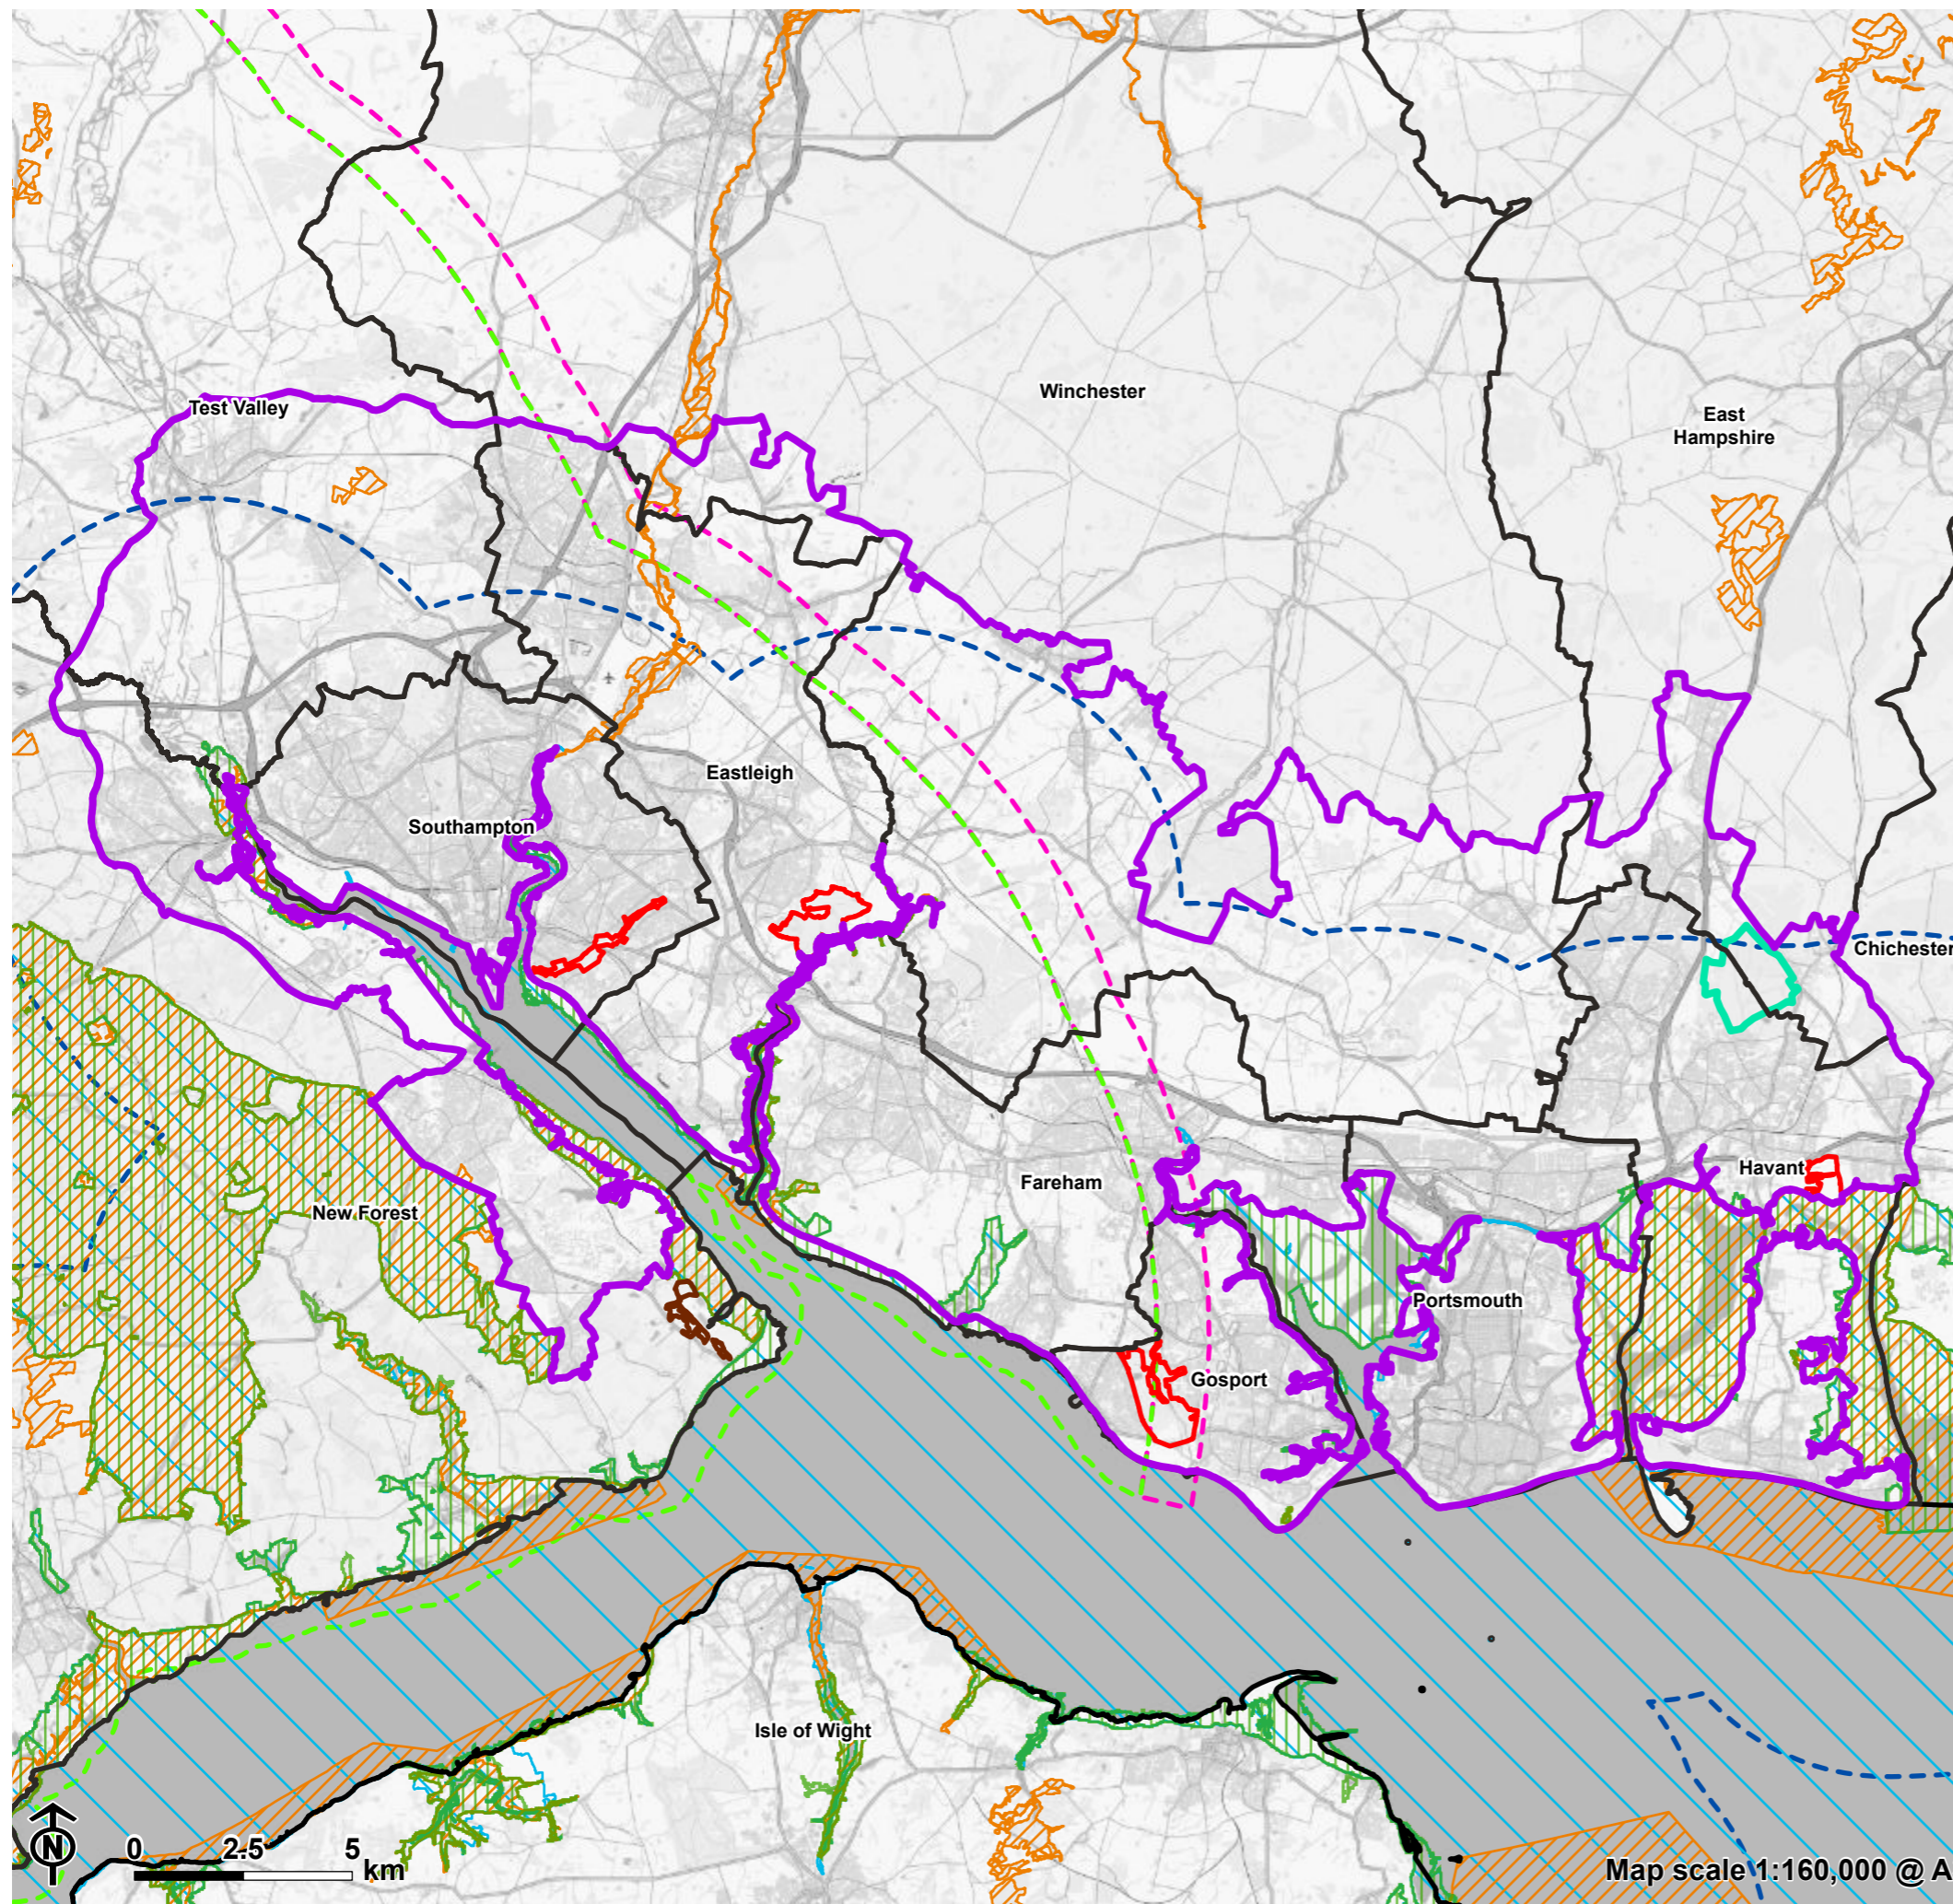 Winchester
Test Valley
East
Hampshire
Eastleigh
Southampton
Chichester
Havant
Fareham
New Forest
Portsmouth
Gosport
Isle of Wight
N
0 2.5 5
km
Map scale 1:160,000 @ A